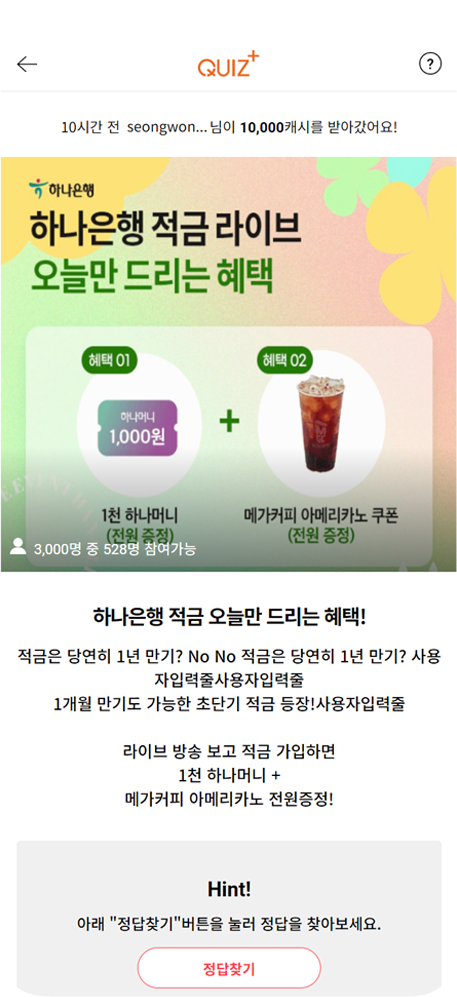 QUIZ+
?
10시간 전 seongwon...님이 10,000캐시를 받아갔어요!
하나은행
하나은행 적금 라이브
오늘만 드리는 혜택
혜택 01
혜택 02
하나머니
1,000원
+
1천 하나머니
(전원 증정)
메가커피 아메리카노 쿠폰
(전원 증정)
3,000명 중 528명 참여가능
하나은행 적금 오늘만 드리는 혜택!
적금은 당연히 1년 만기? No No 적금은 당연히 1년 만기? 사용
자입력줄사용자입력줄
1개월 만기도 가능한 초단기 적금 등장!사용자입력줄
라이브 방송 보고 적금 가입하면
1천 하나머니 +
메가커피 아메리카노 전원증정!
Hint!
아래 "정답찾기"버튼을 눌러 정답을 찾아보세요.
정답찾기